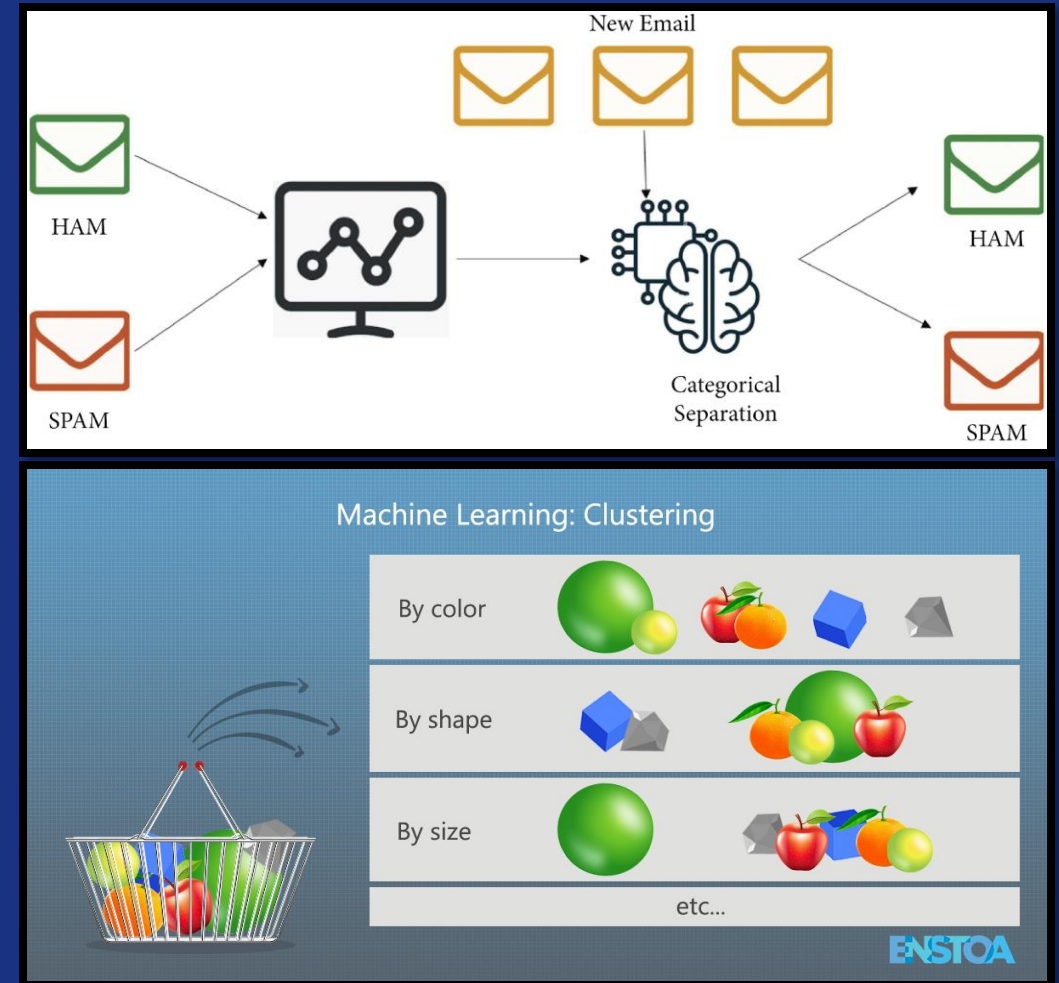 New Email
HAM
HAM
Categorical
Separation
SPAM
SPAM
Machine Learning: Clustering
By color
By shape
By size
etc...
ENSTOA